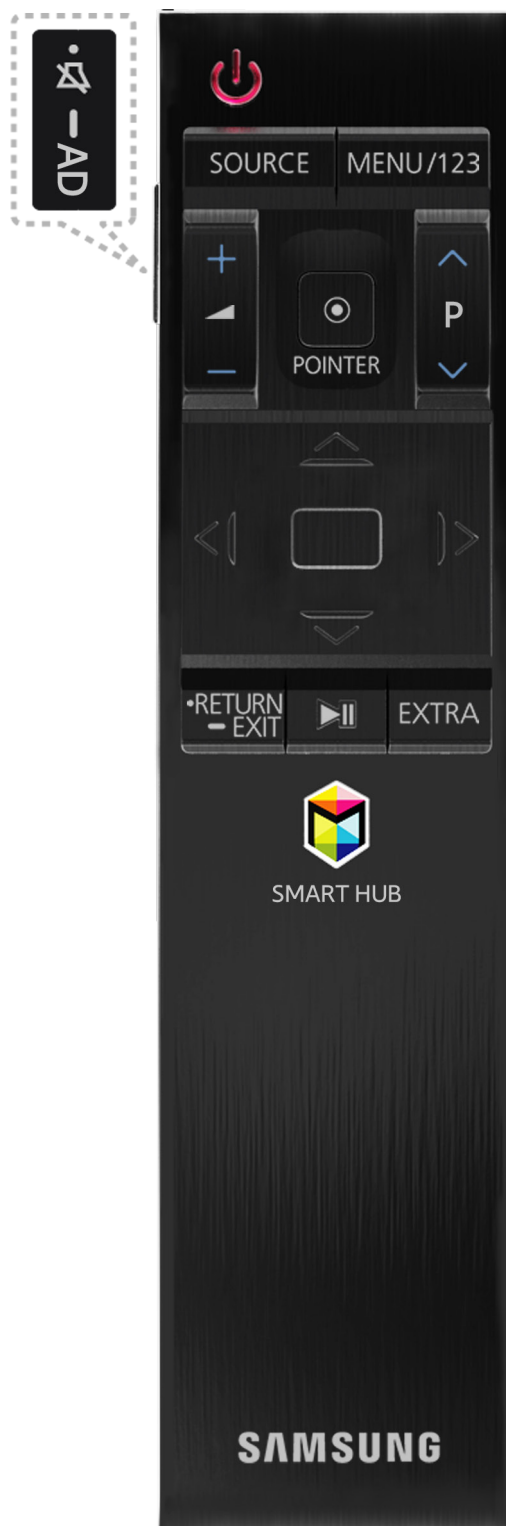 AD
SOURCE MENU/123
P
POINTER
•RETURN
– EXIT
EXTRA
SMART HUB
SAMSUNG